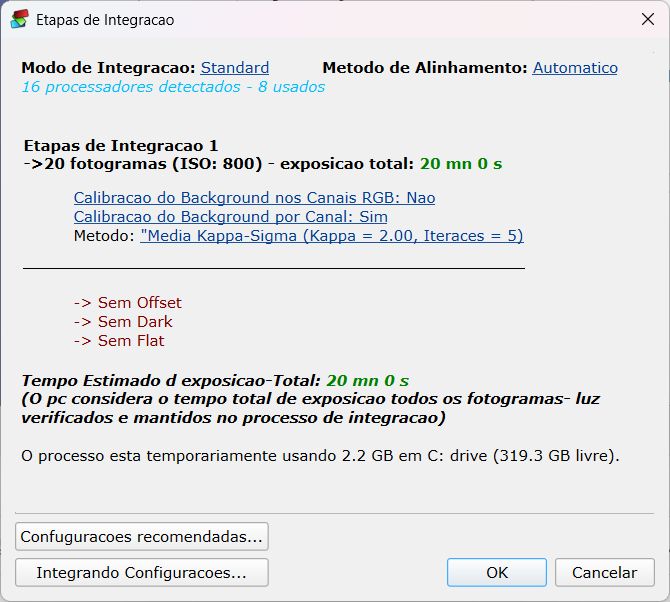 Etapas de Integracao
Modo de Integracao: Standard Metodo de Alinhamento: Automatico
16 processadores detectados - 8 usados
Etapas de Integracao 1
->20 fotogramas (ISO: 800) - exposicao total: 20 mn 0 s
Calibracao do Background nos Canais RGB: Nao
Calibracao do Background por Canal: Sim
Metodo: "Media Kappa-Sigma (Kappa = 2.00, Iteraces = 5)
-> Sem Offset
-> Sem Dark
-> Sem Flat
Tempo Estimado d exposicao-Total: 20 mn 0 s
(O pc considera o tempo total de exposicao todos os fotogramas- luz
verificados e mantidos no processo de integracao)
O processo esta temporariamente usando 2.2 GB em C: drive (319.3 GB livre).
Confuguracoes recomendadas...
Integrando Configuracoes... OK Cancelar